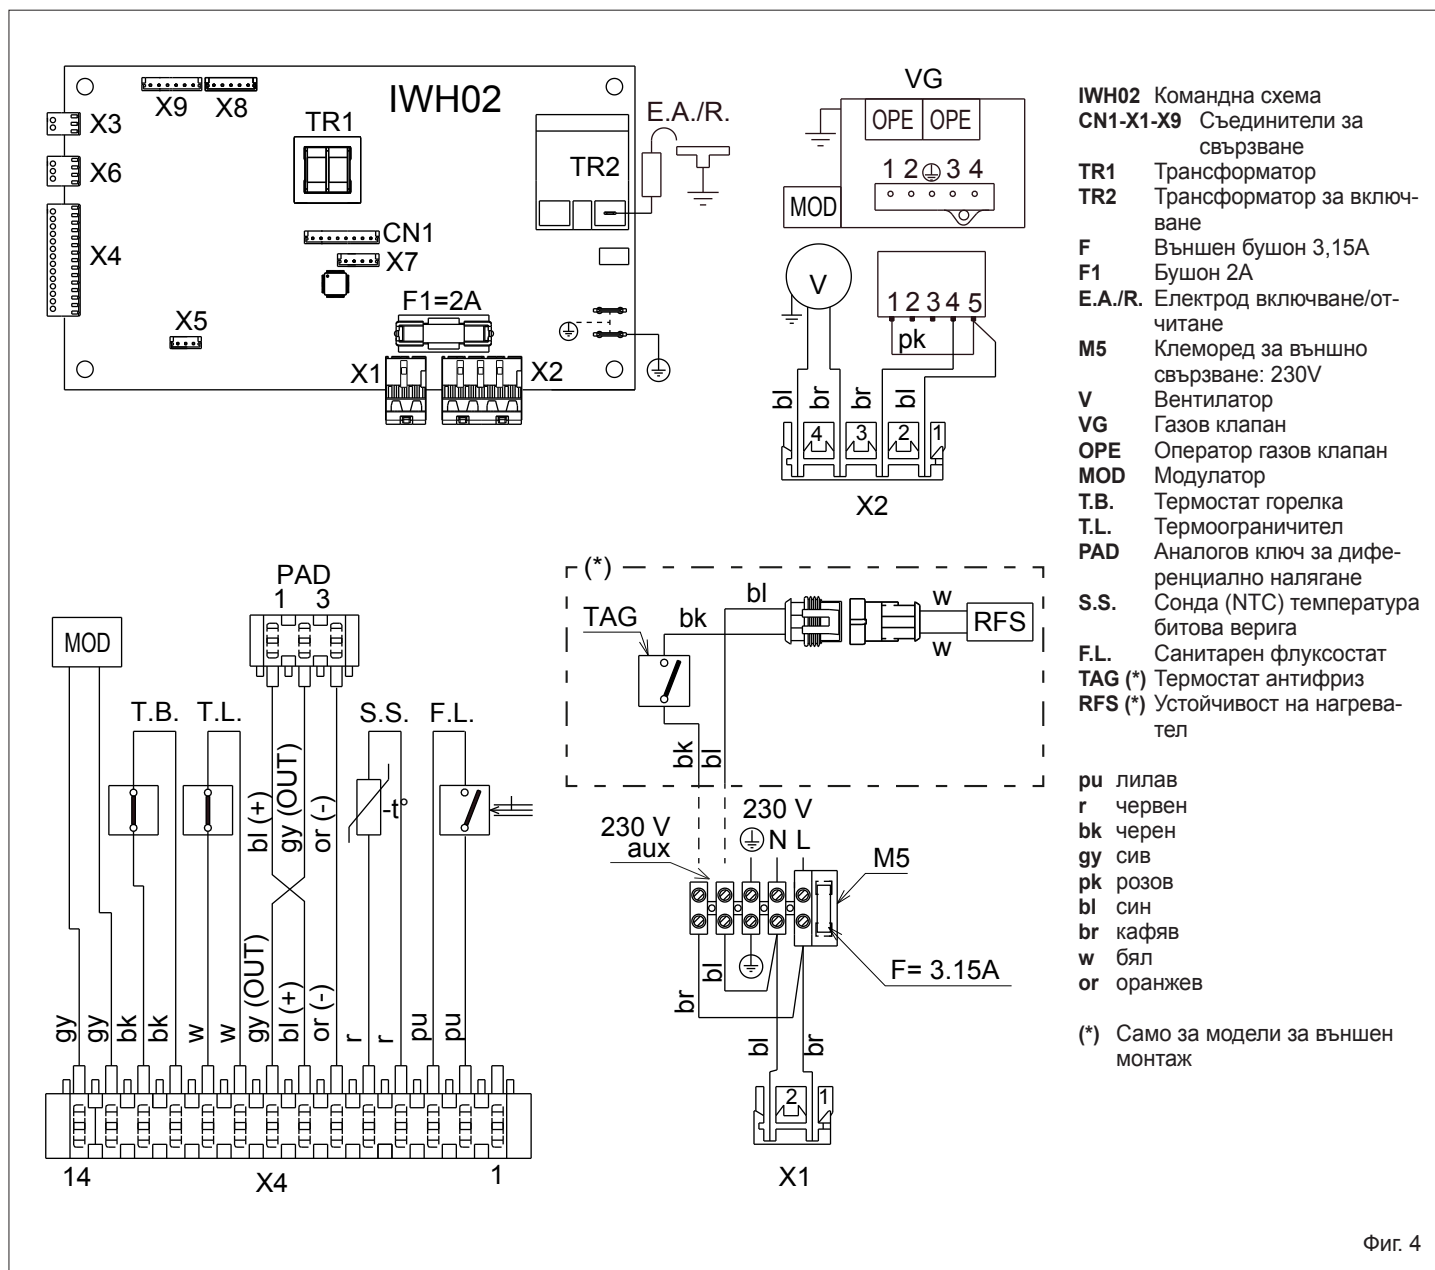 X9 X8
IWH02
X3
TR1
E.A./R.
X6
TR2
X4
CN1
X7
X5
F1=2A
X1
X2
VG
OPE OPE
1 2 3 4
MOD
V
1 2 3 4 5
pk
bl br br bl
4 3 2 1
X2
PAD
1 3
MOD
T.B. T.L. S.S. F.L.
bl (+)
gy (OUT)
or (-)
-t°
gy gy bk bk w w gy (OUT) bl (+) or (-) r r pu pu
14 X4 1
(*)
TAG
bk
bl
w
RFS
w
bk bl
230 V
aux
230 V
N L
M5
F= 3.15A
br bl
bl br
2 1
X1
IWH02 Командна схема
CN1-X1-X9 Съединители за
свързване
TR1 Трансформатор
TR2 Трансформатор за включ-
ване
F Външен бушон 3,15A
F1 Бушон 2A
E.A./R. Електрод включване/от-
читане
M5 Клеморед за външно
свързване: 230V
V Вентилатор
VG Газов клапан
OPE Оператор газов клапан
MOD Модулатор
T.B. Термостат горелка
T.L. Термоограничител
PAD Аналогов ключ за дифе-
ренциално налягане
S.S. Сонда (NTC) температура
битова верига
F.L. Санитарен флуксостат
TAG (*) Термостат антифриз
RFS (*) Устойчивост на нагрева-
тел
pu лилав
r червен
bk черен
gy сив
pk розов
bl син
br кафяв
w бял
or оранжев
(*) Само за модели за външен
монтаж
Фиг. 4